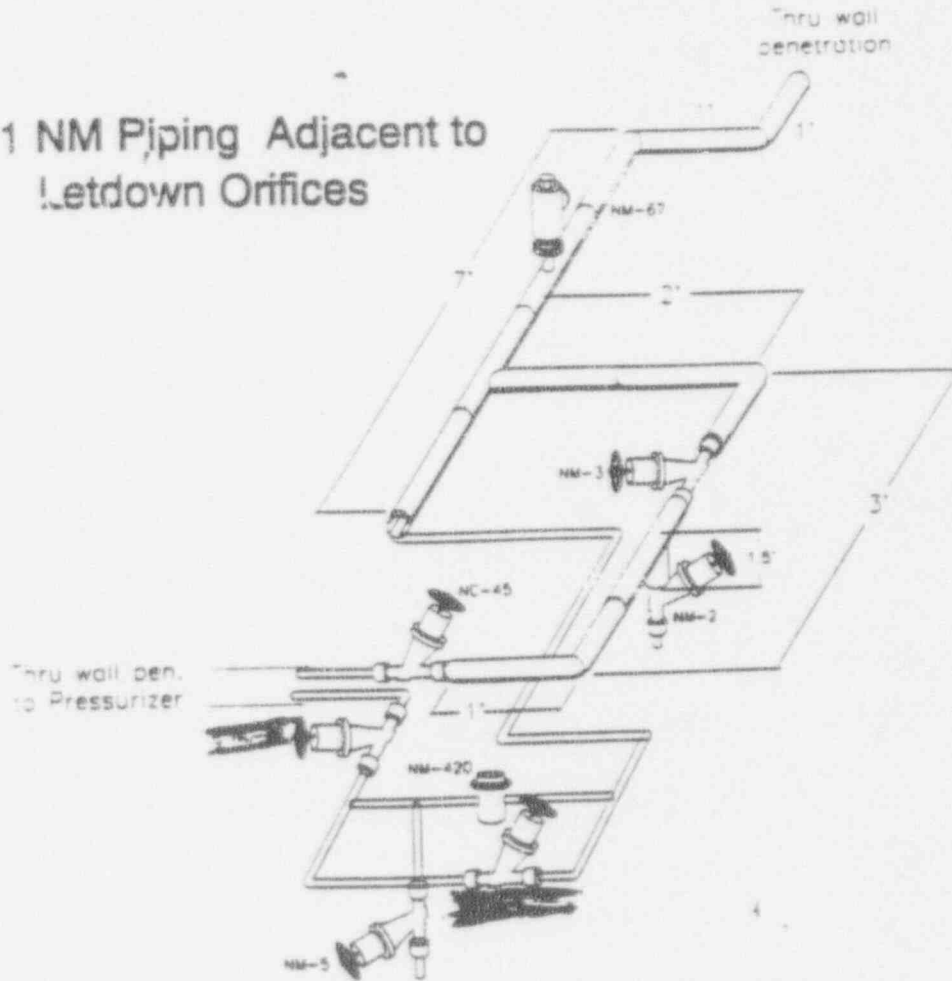 Thru wall
penetration
1 NM Piping Adjacent to
Letdown Orifices
1'
NM-67
7'
2'
NM-3
3'
1.5'
NC-45
NM-2
Thru wall pen.
to Pressurizer
1'
NM-420
NM-5